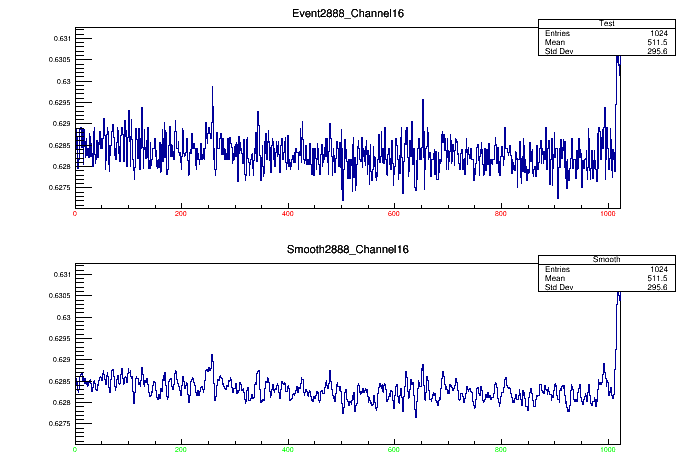 Event2888_Channel16
Test
Entries 1024
Mean 511.5
Std Dev 295.6
0.631
0.6305
0.63
0.6295
0.629
0.6285
0.628
0.6275
0 200 400 600 800 1000
Smooth2888_Channel16
Smooth
Entries 1024
Mean 511.5
Std Dev 295.6
0.631
0.6305
0.63
0.6295
0.629
0.6285
0.628
0.6275
0 200 400 600 800 1000